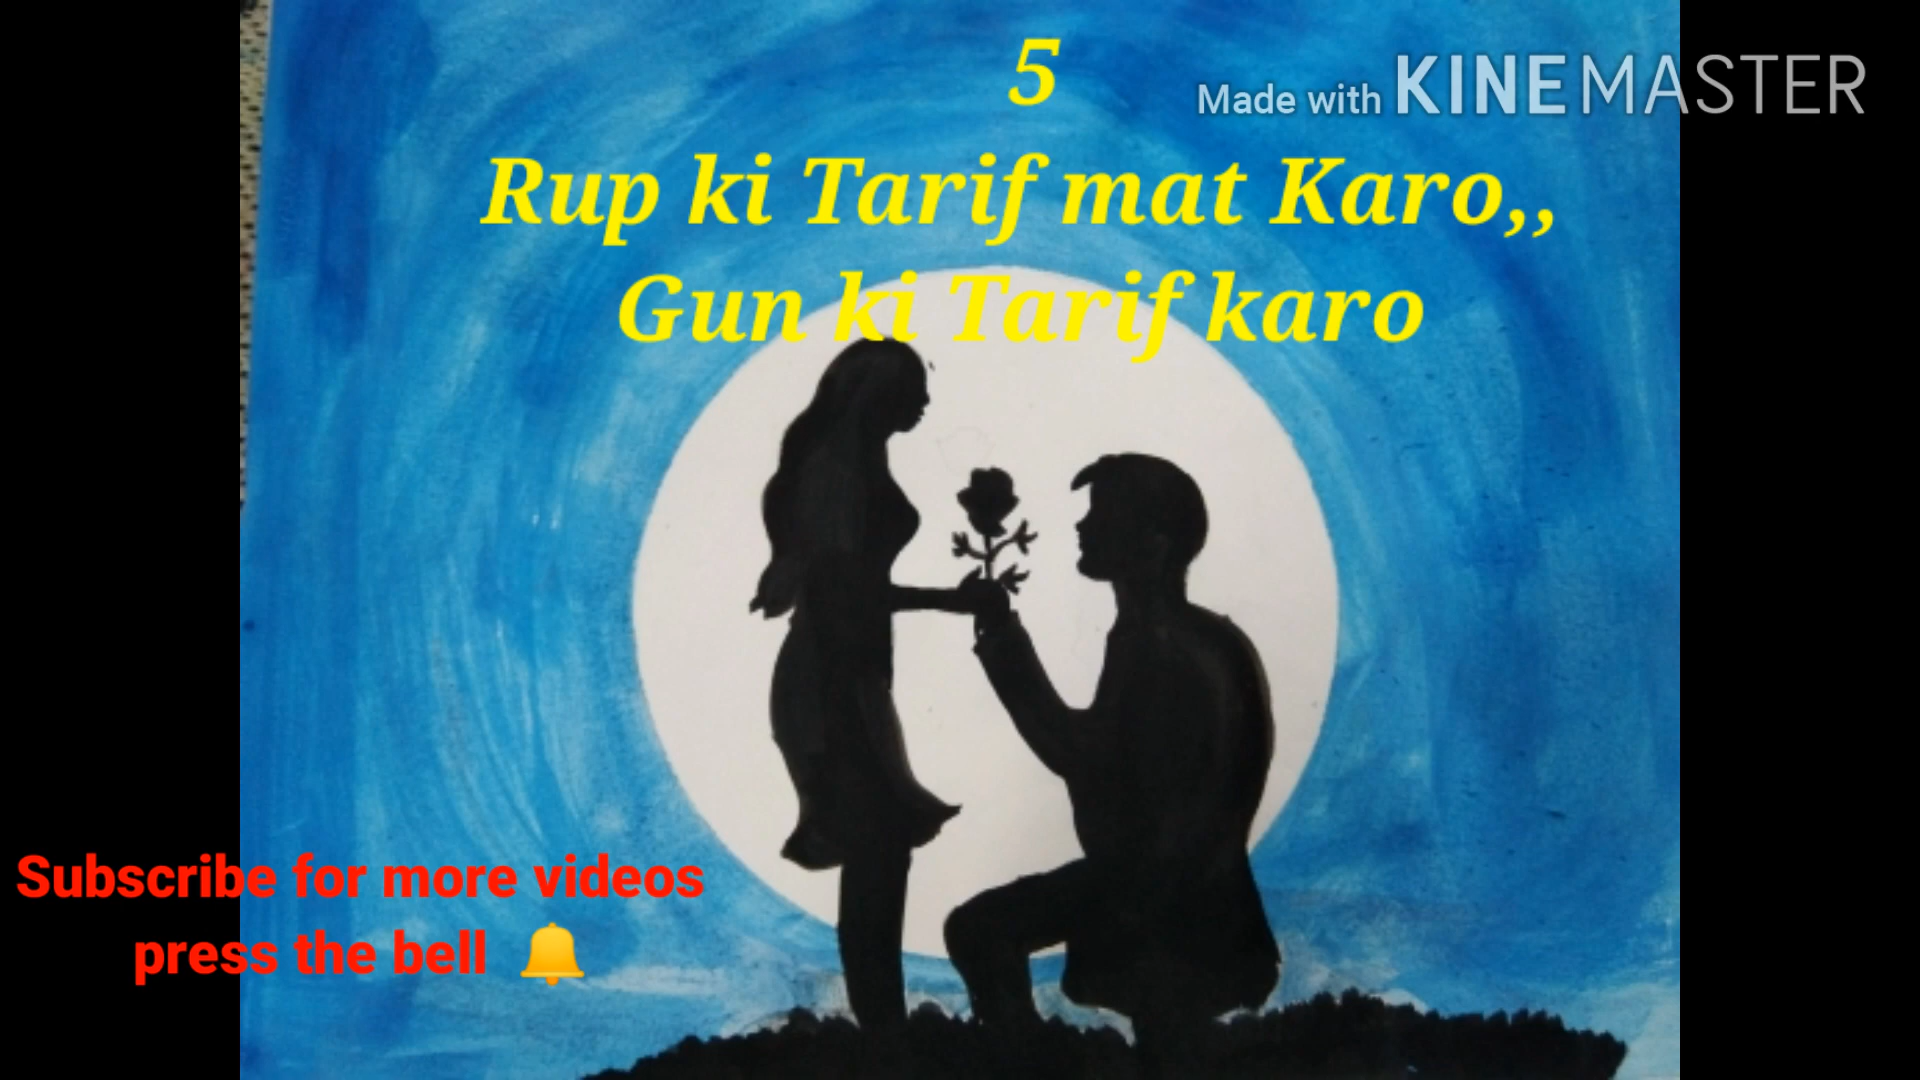 5
Made with KINEMASTER
Rup ki Tarif mat Karo,,
Gun ki Tarif karo
Subscribe for more videos
press the bell 🔔